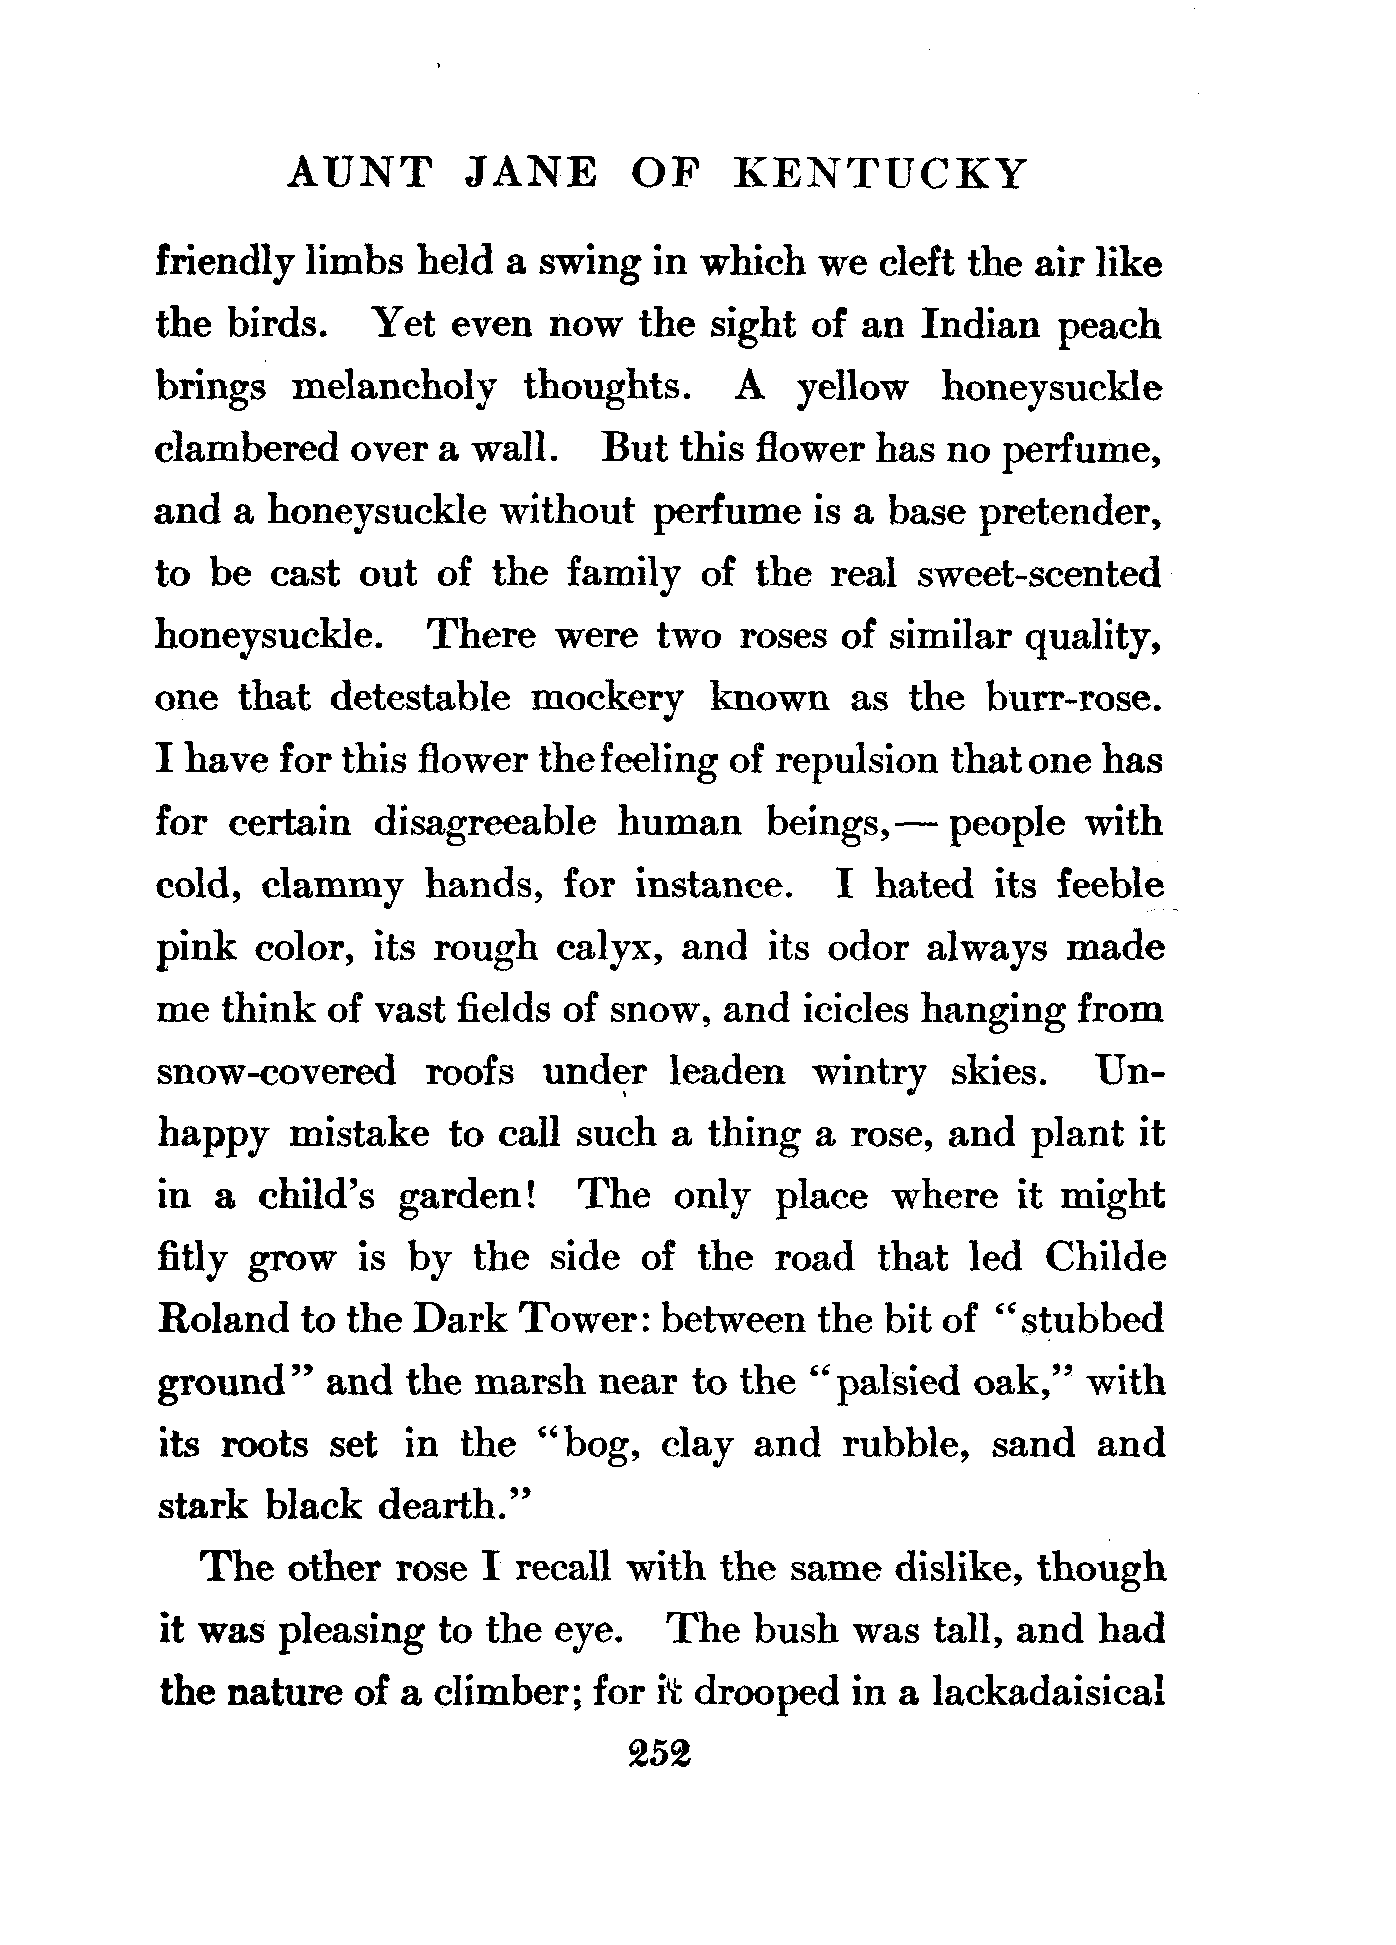 AUNT JANE OF KENTUCKY
friendly limbs held a swing in which we cleft the air like
the birds. Yet even now the sight of an Indian peach
brings melancholy thoughts. A yellow honeysuckle
clambered over a wall. But this flower has no perfume,
and a honeysuckle without perfume is a base pretender,
to be cast out of the family of the real sweet-scented
honeysuckle. There were two roses of similar quality,
one that detestable mockery known as the burr-rose.
I have for this flower the feeling of repulsion that one has
for certain disagreeable human beings,— people with
cold, clammy hands, for instance. I hated its feeble
pink color, its rough calyx, and its odor always made
me think of vast fields of snow, and icicles hanging from
snow-covered roofs under leaden wintry skies. Un-
happy mistake to call such a thing a rose, and plant it
in a child's garden! The only place where it might
fitly grow is by the side of the road that led Childe
Roland to the Dark Tower: between the bit of "stubbed
ground" and the marsh near to the "palsied oak," with
its roots set in the "bog, clay and rubble, sand and
stark black dearth."
The other rose I recall with the same dislike, though
it was pleasing to the eye. The bush was tall, and had
the nature of a climber; for it drooped in a lackadaisical
252